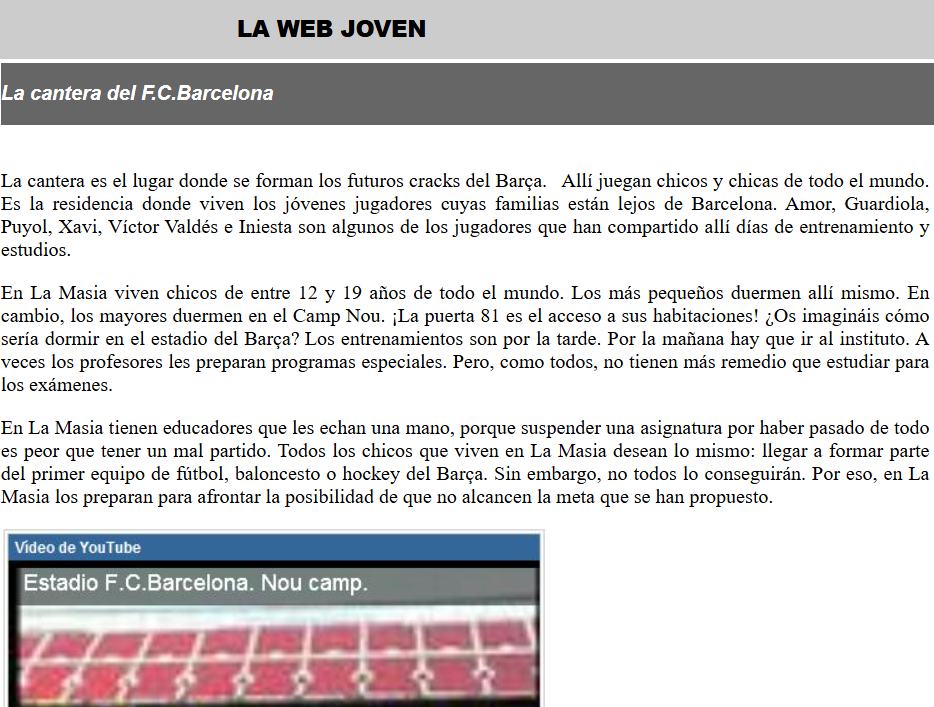 LA WEB JOVEN
La cantera del F.C.Barcelona
La cantera es el lugar donde se forman los futuros cracks del Barça. Allí juegan chicos y chicas de todo el mundo.
Es la residencia donde viven los jóvenes jugadores cuyas familias están lejos de Barcelona. Amor, Guardiola,
Puyol, Xavi, Víctor Valdés e Iniesta son algunos de los jugadores que han compartido allí días de entrenamiento y
estudios.
En La Masia viven chicos de entre 12 y 19 años de todo el mundo. Los más pequeños duermen allí mismo. En
cambio, los mayores duermen en el Camp Nou. ¡La puerta 81 es el acceso a sus habitaciones! ¿Os imagináis cómo
sería dormir en el estadio del Barça? Los entrenamientos son por la tarde. Por la mañana hay que ir al instituto. A
veces los profesores les preparan programas especiales. Pero, como todos, no tienen más remedio que estudiar para
los exámenes.
En La Masia tienen educadores que les echan una mano, porque suspender una asignatura por haber pasado de todo
es peor que tener un mal partido. Todos los chicos que viven en La Masia desean lo mismo: llegar a formar parte
del primer equipo de fútbol, baloncesto o hockey del Barça. Sin embargo, no todos lo conseguirán. Por eso, en La
Masia los preparan para afrontar la posibilidad de que no alcancen la meta que se han propuesto.
Vídeo de YouTube
Estadio F.C.Barcelona. Nou camp.